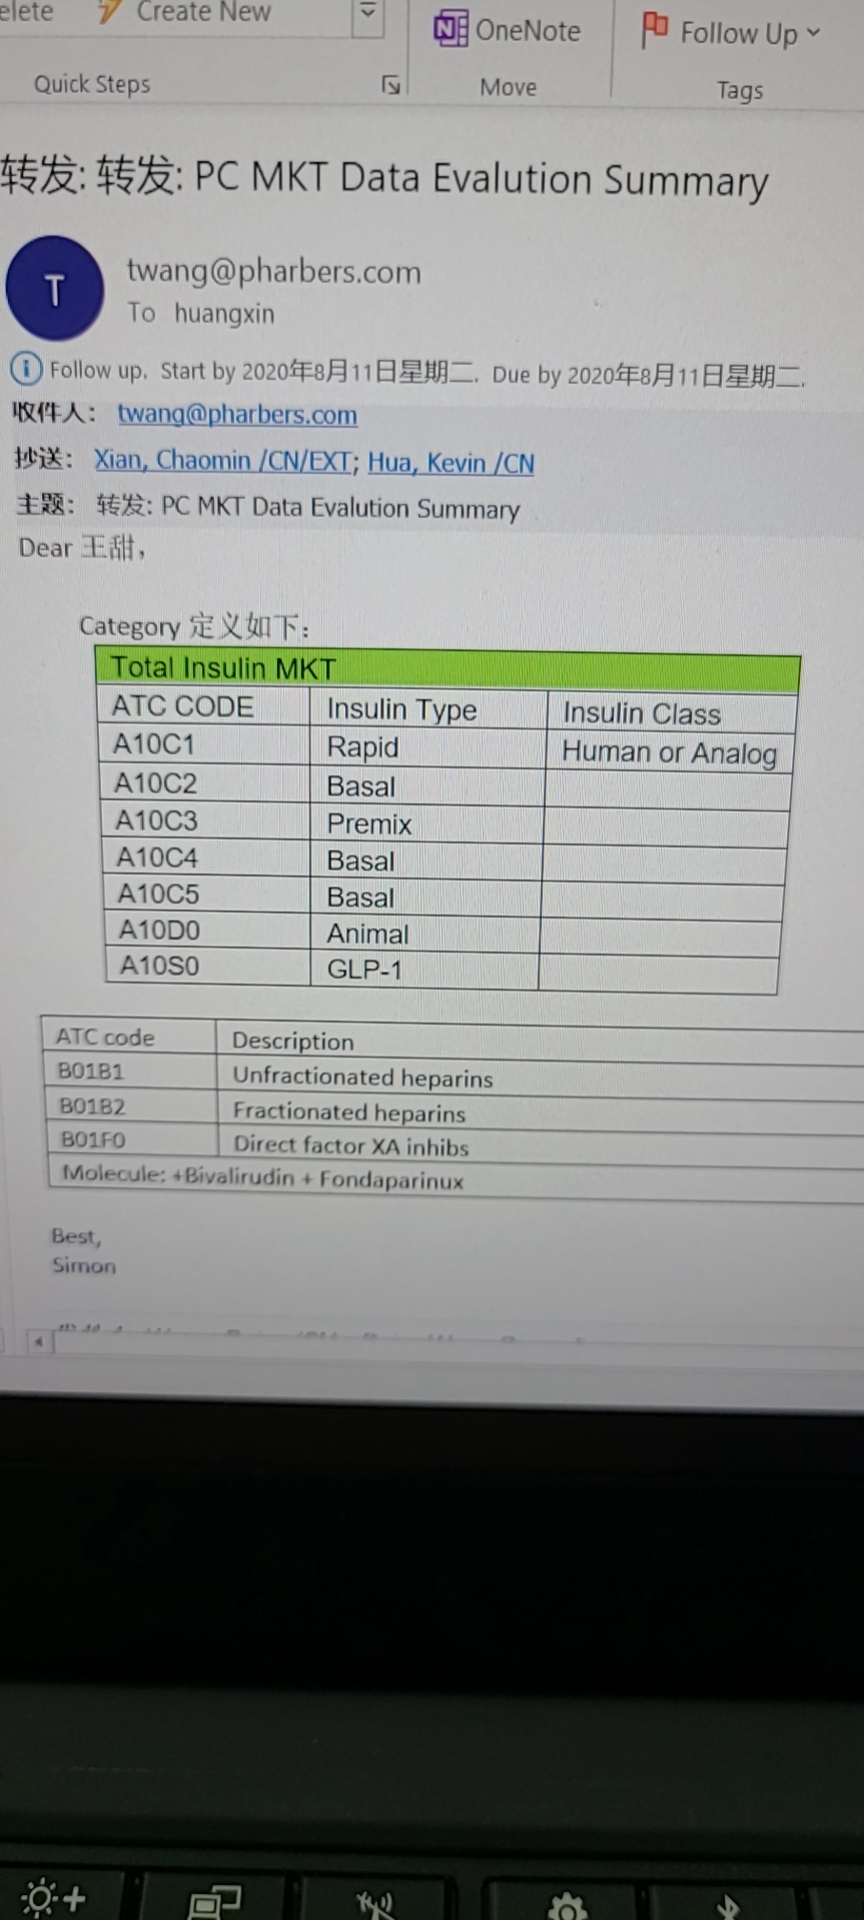 elete
Create New
OneNote
Follow Up
Quick Steps
Move
Tags
转发: 转发: PC MKT Data Evalution Summary
T
twang@pharbers.com
To huangxin
Follow up. Start by 2020年8月11日星期二. Due by 2020年8月11日星期二.
收件人: twang@pharbers.com
抄送: Xian, Chaomin /CN/EXT; Hua, Kevin /CN
主题: 转发: PC MKT Data Evalution Summary
Dear 王甜，
Category 定义如下：
Total Insulin MKT
ATC CODE Insulin Type Insulin Class
A10C1 Rapid Human or Analog
A10C2 Basal
A10C3 Premix
A10C4 Basal
A10C5 Basal
A10D0 Animal
A10S0 GLP-1
ATC code Description
B01B1 Unfractionated heparins
B01B2 Fractionated heparins
B01F0 Direct factor XA inhibs
Molecule: +Bivalirudin + Fondaparinux
Best,
Simon